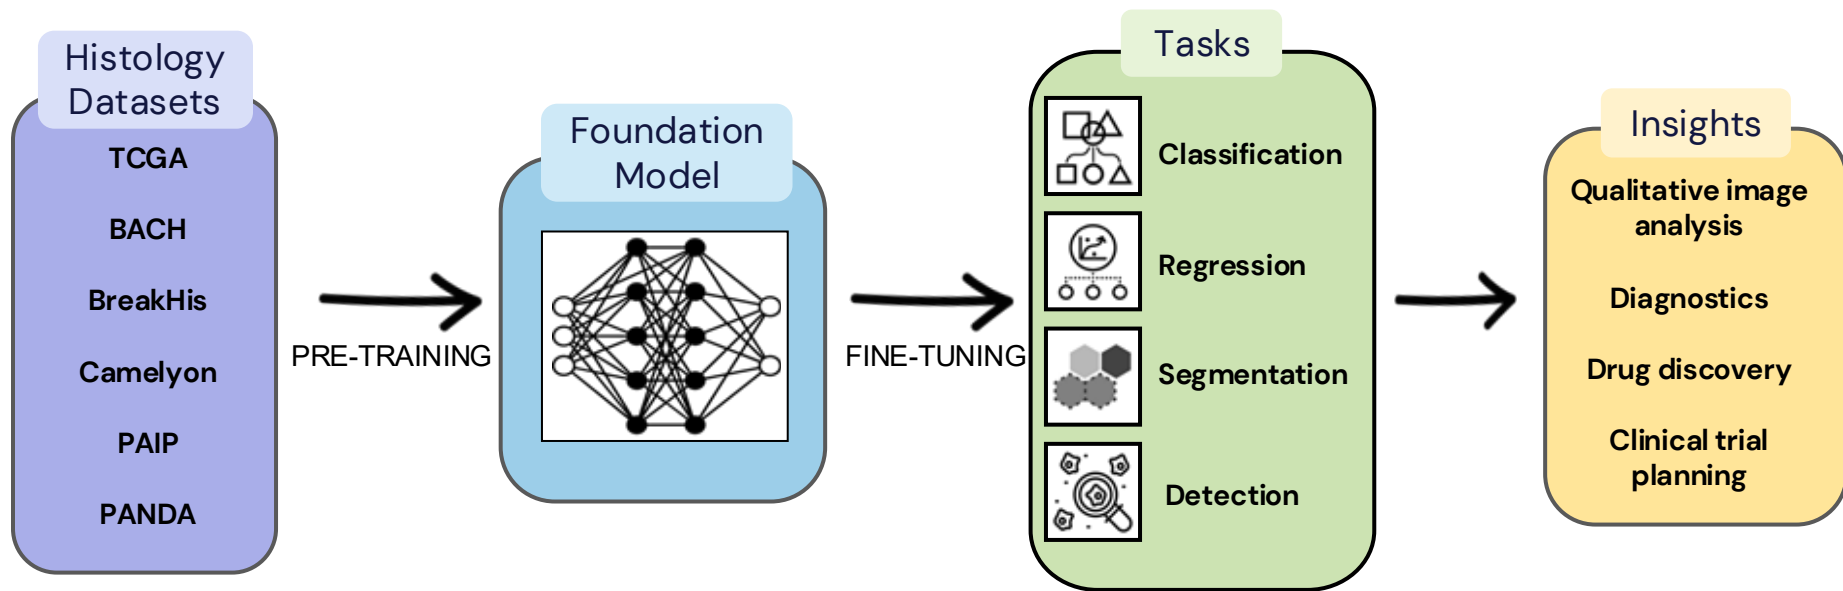 Histology
Datasets
TCGA
BACH
BreakHis
Camelyon
PAIP
PANDA
PRE-TRAINING
Foundation
Model
FINE-TUNING
Tasks
Classification
Regression
Segmentation
Detection
Insights
Qualitative image
analysis
Diagnostics
Drug discovery
Clinical trial
planning